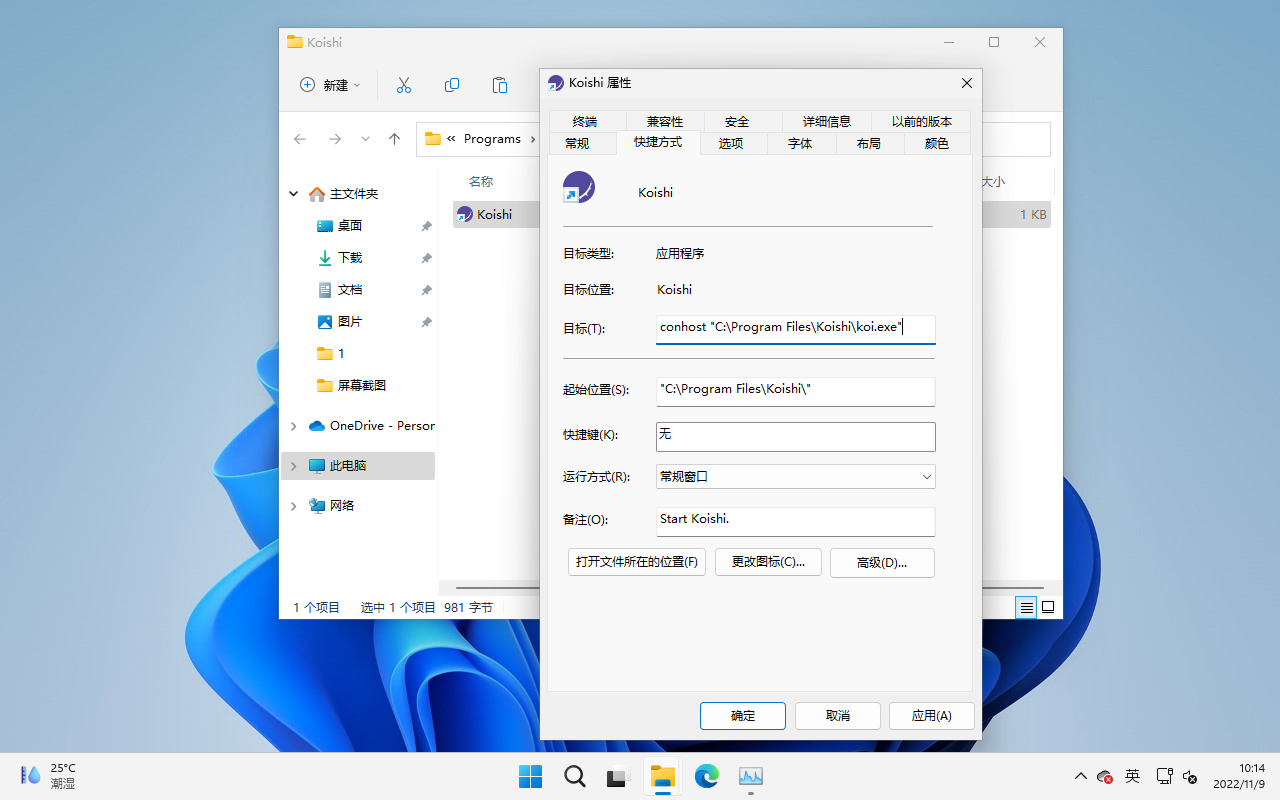 Koishi
新建
« Programs ›
名称
大小
Koishi
1 KB
主文件夹
桌面
下载
文档
图片
1
屏幕截图
OneDrive - Person
此电脑
网络
1 个项目
选中 1 个项目
981 字节
Koishi 属性
终端
兼容性
安全
详细信息
以前的版本
常规
快捷方式
选项
字体
布局
颜色
Koishi
目标类型:
应用程序
目标位置:
Koishi
目标(T):
conhost "C:\Program Files\Koishi\koi.exe"
起始位置(S):
"C:\Program Files\Koishi\"
快捷键(K):
无
运行方式(R):
常规窗口
备注(O):
Start Koishi.
打开文件所在的位置(F)
更改图标(C)...
高级(D)...
确定
取消
应用(A)
25°C
潮湿
英
10:14
2022/11/9